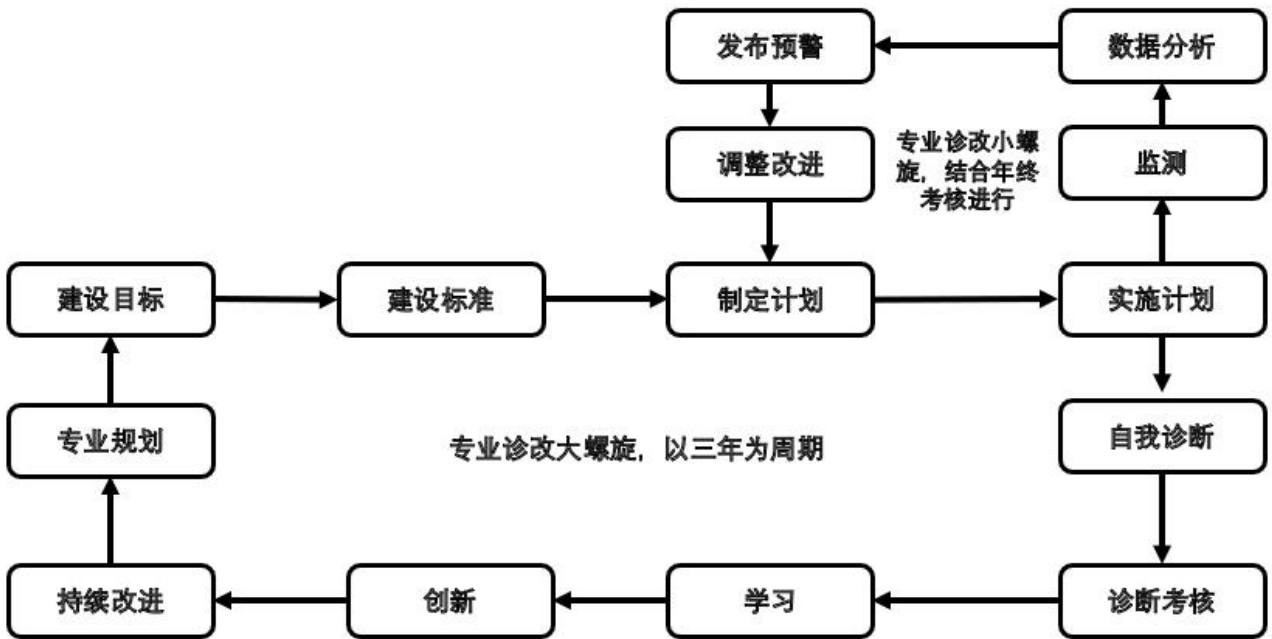 发布预警
数据分析
调整改进
专业诊改小螺
旋，结合年终
考核进行
监测
建设目标
建设标准
制定计划
实施计划
专业规划
专业诊改大螺旋，以三年为周期
自我诊断
持续改进
创新
学习
诊断考核